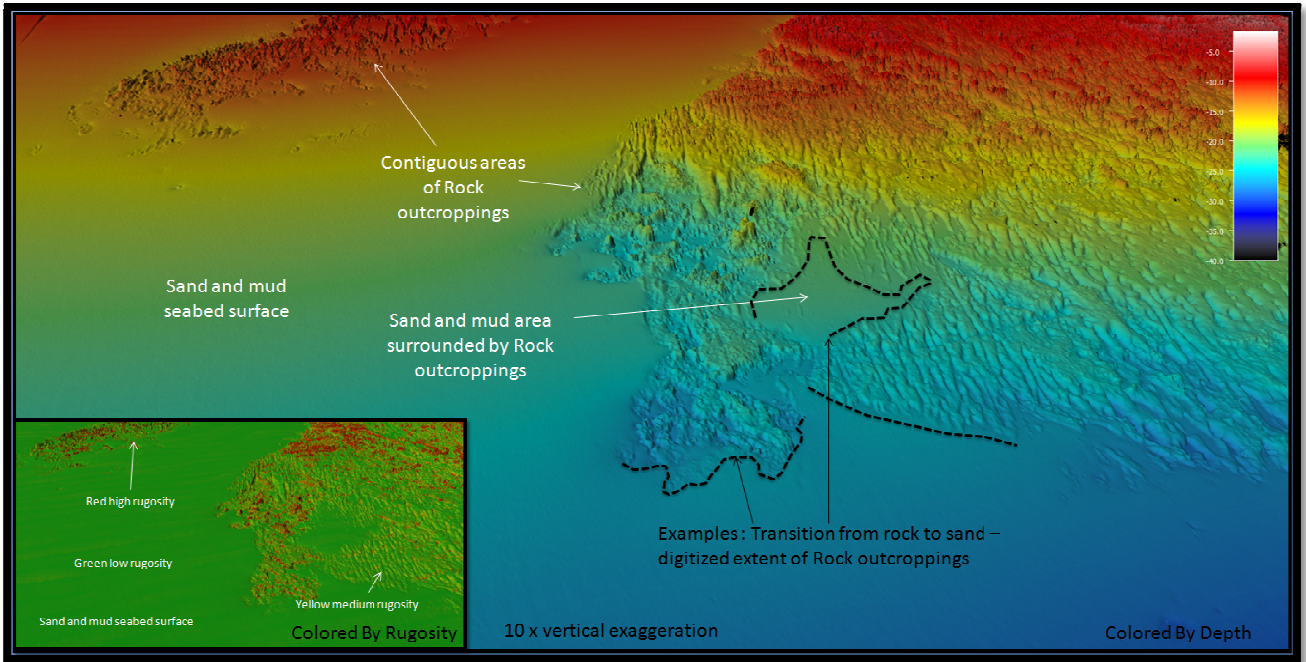 -5.0
-10.0
-15.0
-20.0
-25.0
-30.0
-35.0
-40.0
Contiguous areas
of Rock
outcroppings
Sand and mud
seabed surface
Sand and mud area
surrounded by Rock
outcroppings
Examples: Transition from rock to sand –
digitized extent of Rock outcroppings
10 x vertical exaggeration
Colored By Depth
Red high rugosity
Green low rugosity
Yellow medium rugosity
Sand and mud seabed surface
Colored By Rugosity